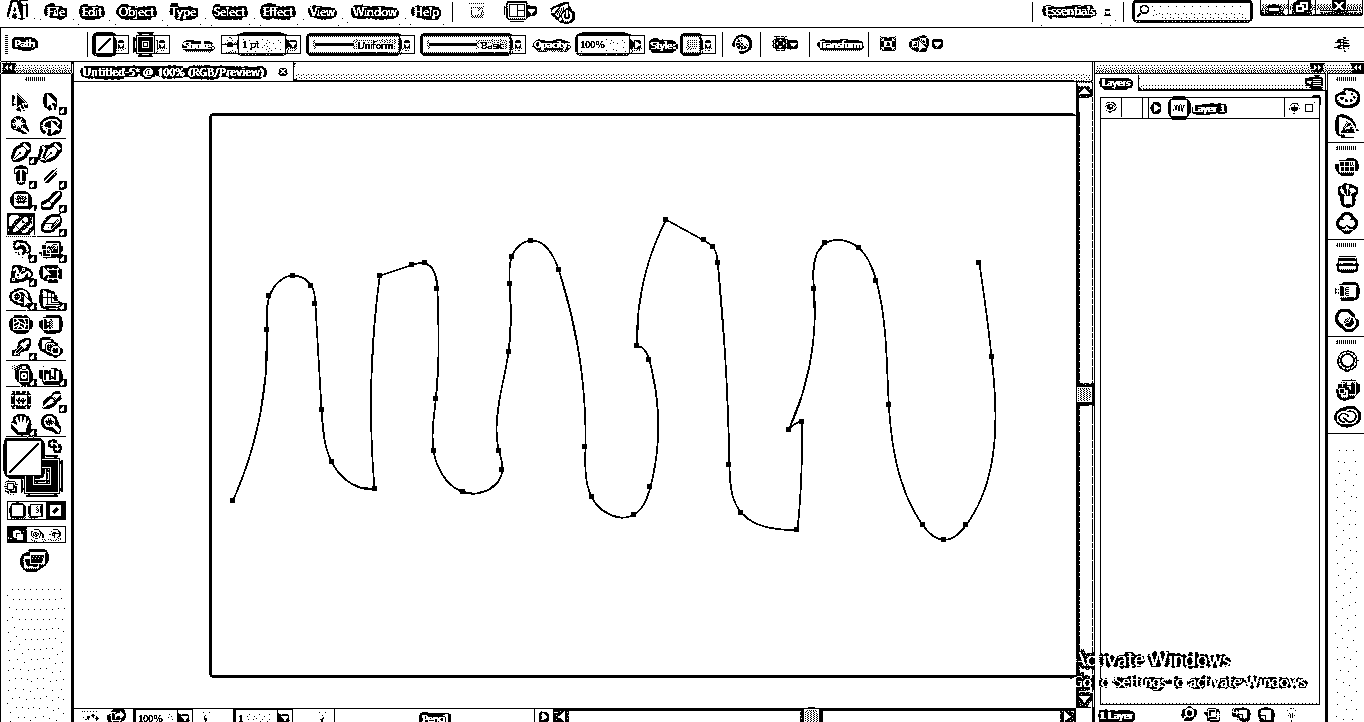 Ai File Edit Object Type Select Effect View Window Help Essentials
Path Stroke: 1 pt Uniform Basic Opacity: 100% Style: Transform
Untitled-5* @ 100% (RGB/Preview)
Layers
Layer 1
Activate Windows
Go to Settings to activate Windows
100% 1 Pencil 1 Layer